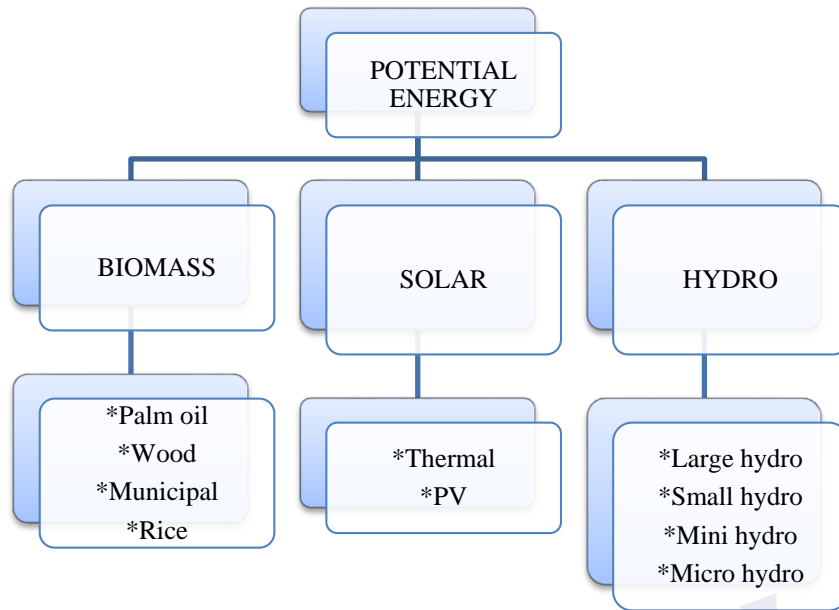 POTENTIAL
ENERGY
BIOMASS
SOLAR
HYDRO
*Palm oil
*Wood
*Municipal
*Rice
*Thermal
*PV
*Large hydro
*Small hydro
*Mini hydro
*Micro hydro